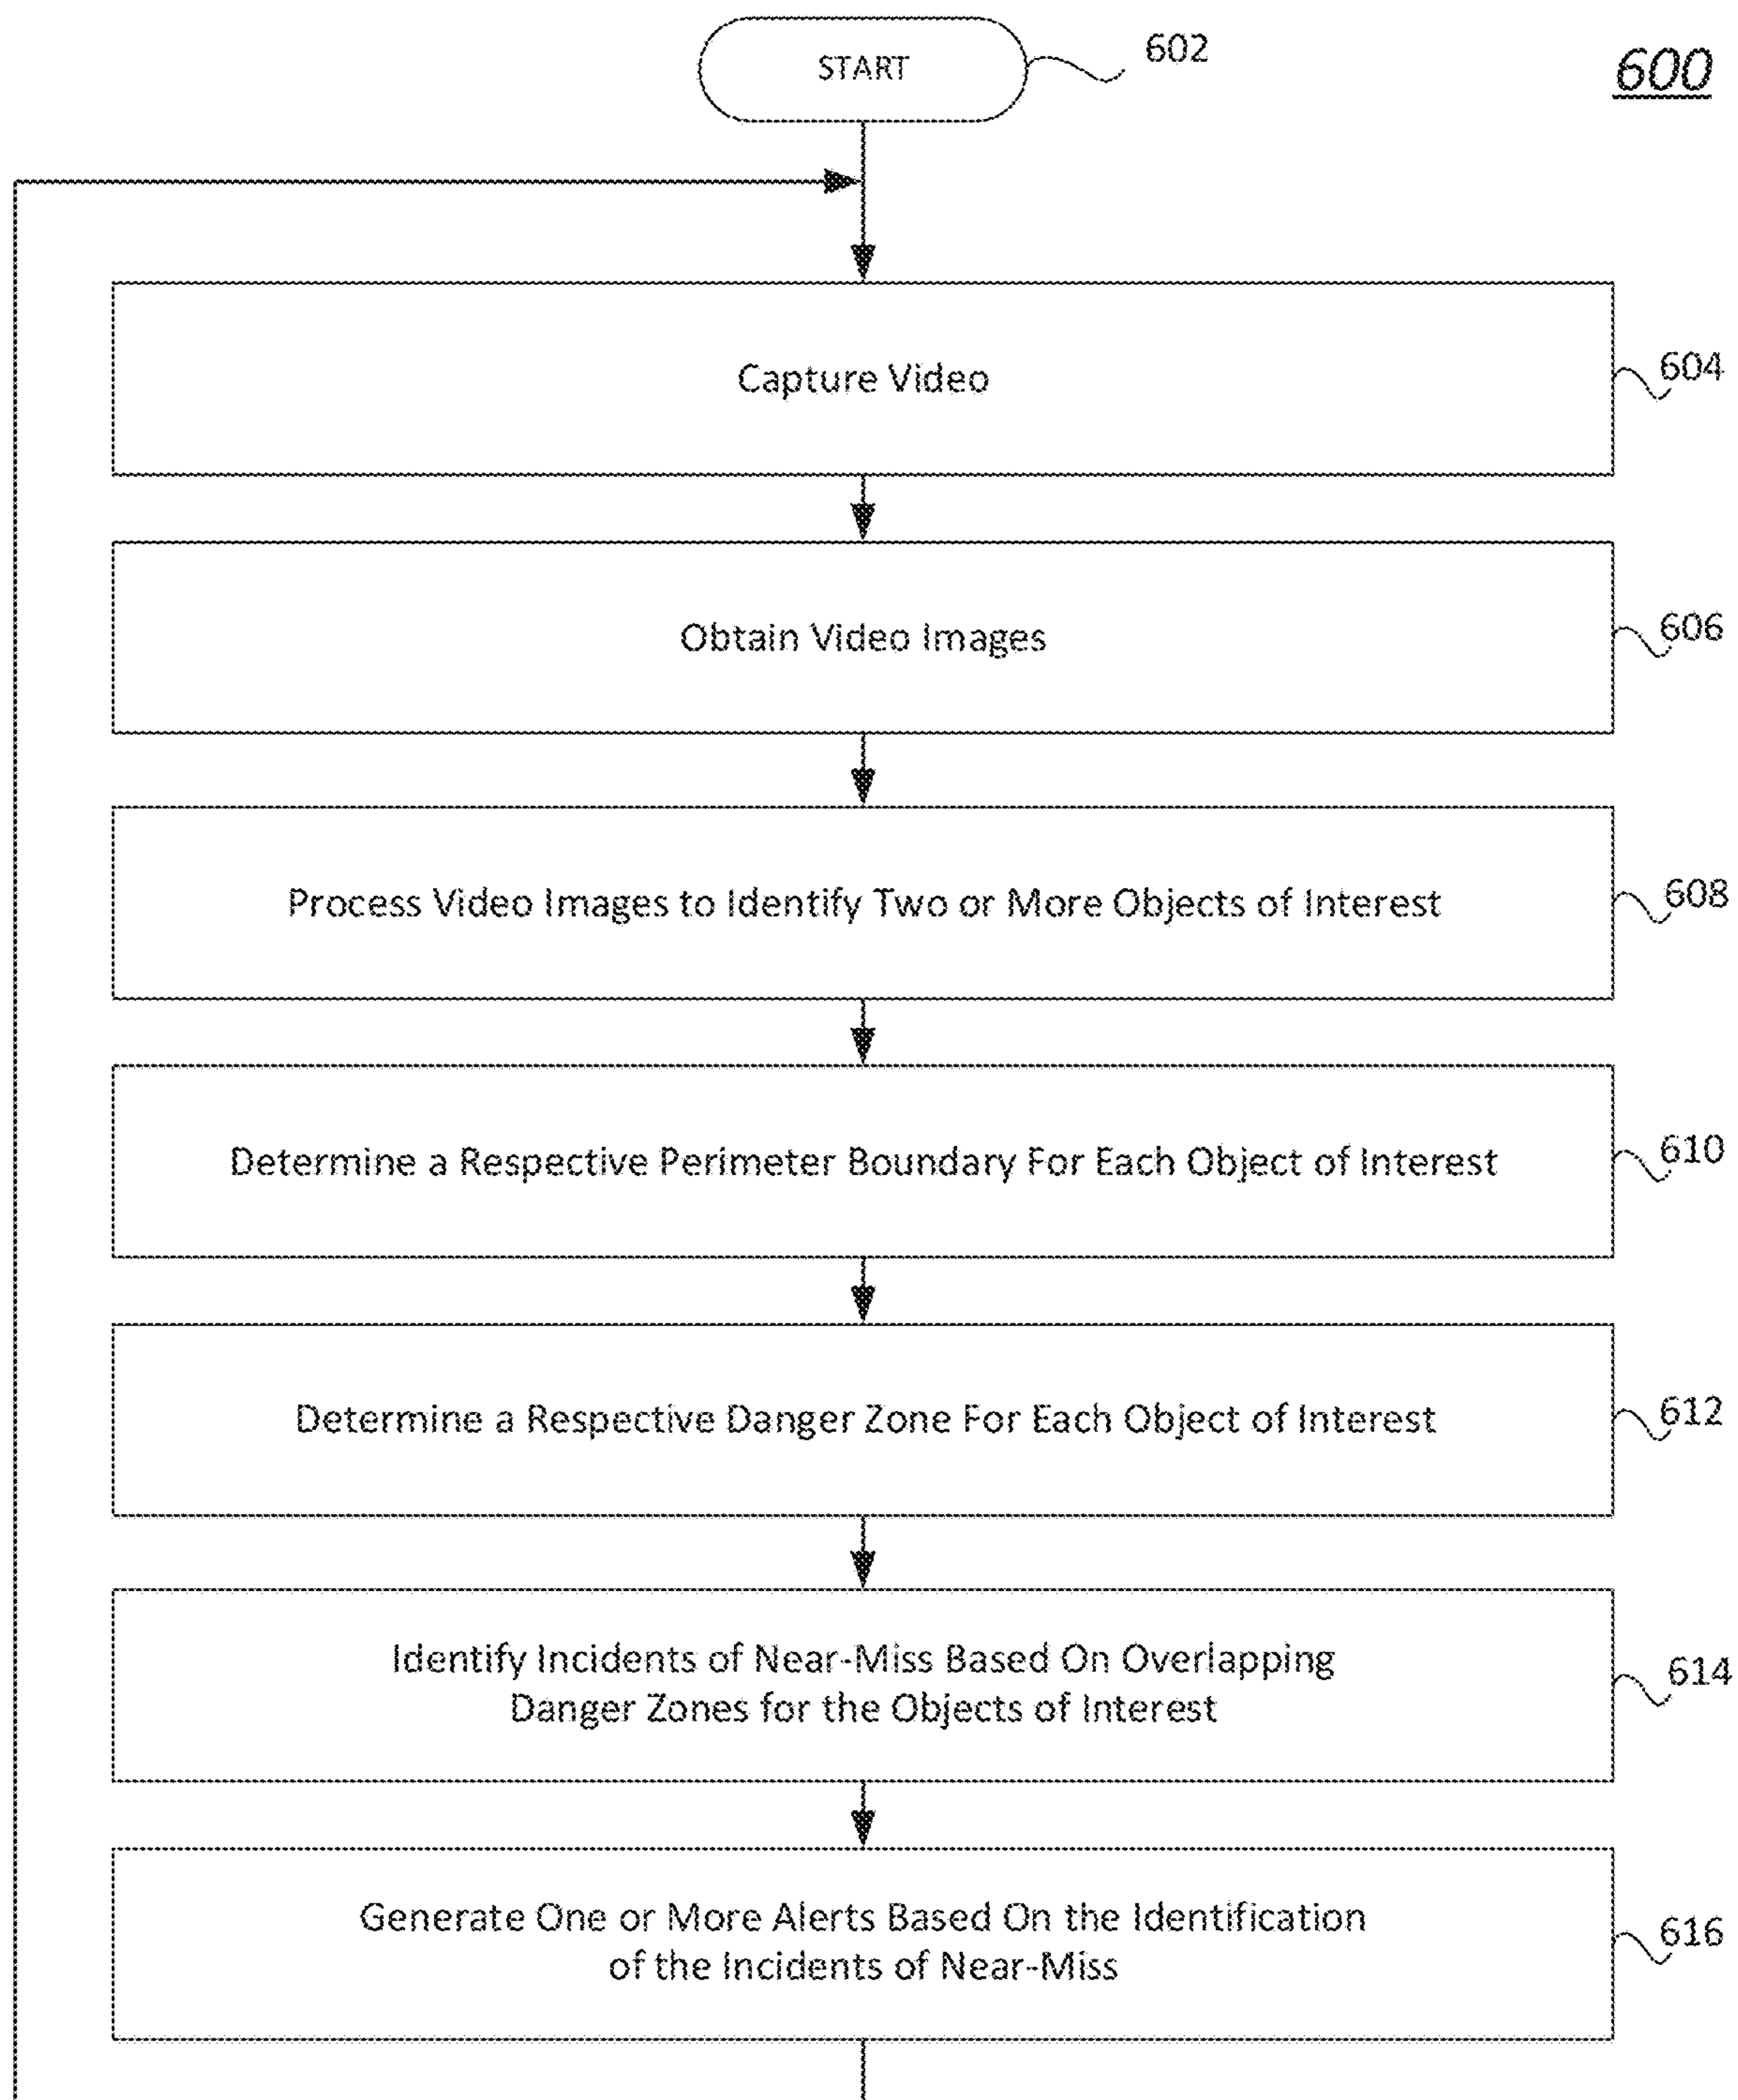 START
602
600
Capture Video
604
Obtain Video Images
606
Process Video Images to Identify Two or More Objects of Interest
608
Determine a Respective Perimeter Boundary For Each Object of Interest
610
Determine a Respective Danger Zone For Each Object of Interest
612
Identify Incidents of Near-Miss Based On Overlapping
Danger Zones for the Objects of Interest
614
Generate One or More Alerts Based On the Identification
of the Incidents of Near-Miss
616